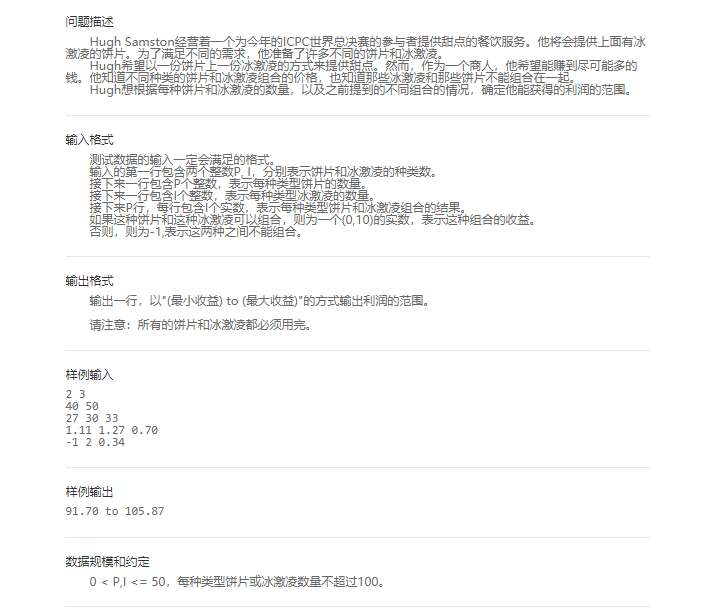 问题描述
Hugh Samston经营着一个为今年的ICPC世界总决赛的参与者提供甜点的餐饮服务。他将会提供上面有冰
激凌的饼片。为了满足不同的需求，他准备了许多不同的饼片和冰激凌。
Hugh希望以一份饼片上一份冰激凌的方式来提供甜点。然而，作为一个商人，他希望能赚到尽可能多的
钱。他知道不同种类的饼片和冰激凌组合的价格，也知道那些冰激凌和那些饼片不能组合在一起。
Hugh想根据每种饼片和冰激凌的数量，以及之前提到的不同组合的情况，确定他能获得的利润的范围。
输入格式
测试数据的输入一定会满足的格式。
输入的第一行包含两个整数P, I，分别表示饼片和冰激凌的种类数。
接下来一行包含P个整数，表示每种类型饼片的数量。
接下来一行包含I个整数，表示每种类型冰激凌的数量。
接下来P行，每行包含I个实数，表示每种类型饼片和冰激凌组合的结果。
如果这种饼片和这种冰激凌可以组合，则为一个(0,10)的实数，表示这种组合的收益。
否则，则为-1,表示这两种之间不能组合。
输出格式
输出一行，以"(最小收益) to (最大收益)"的方式输出利润的范围。
请注意：所有的饼片和冰激凌都必须用完。
样例输入
2 3
40 50
27 30 33
1.11 1.27 0.70
-1 2 0.34
样例输出
91.70 to 105.87
数据规模和约定
0 < P,I <= 50，每种类型饼片或冰激凌数量不超过100。